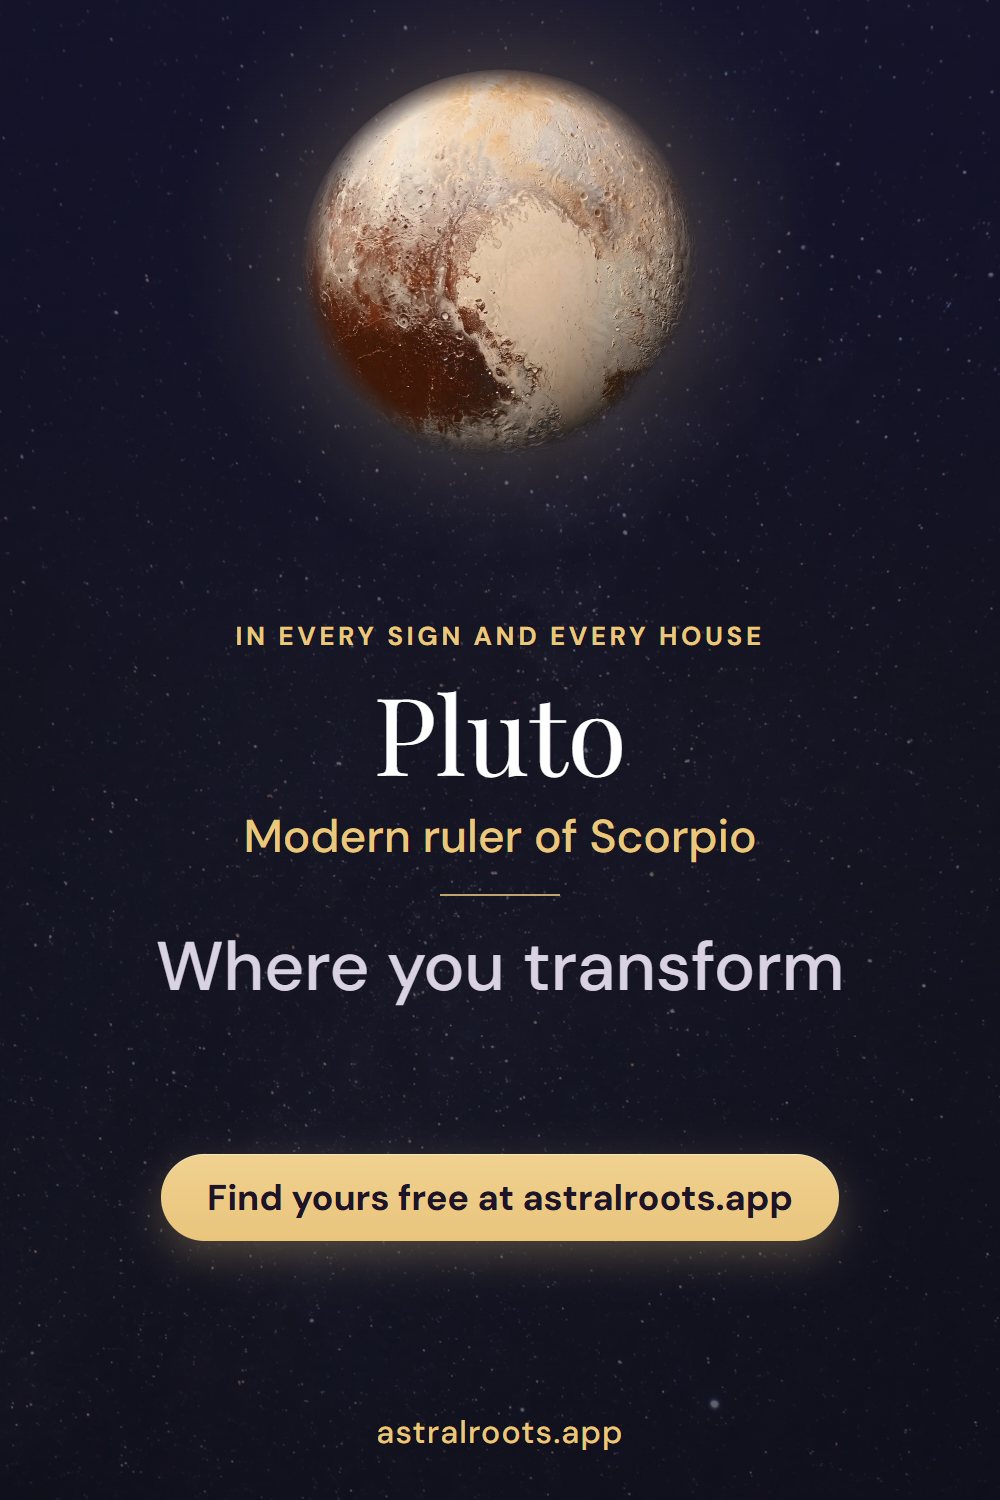 IN EVERY SIGN AND EVERY HOUSE
Pluto
Modern ruler of Scorpio
Where you transform
Find yours free at astralroots.app
astralroots.app